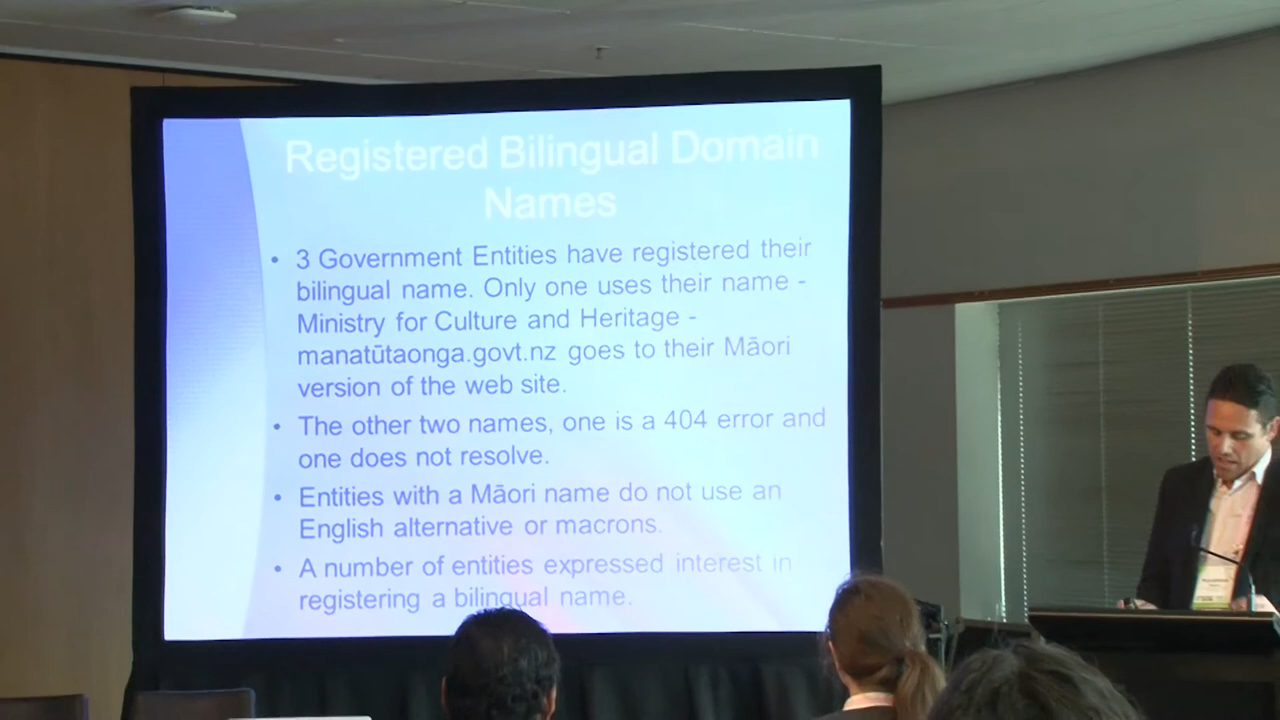 Registered Bilingual Domain
Names
• 3 Government Entities have registered their
bilingual name. Only one uses their name -
Ministry for Culture and Heritage -
manatūtaonga.govt.nz goes to their Māori
version of the web site.
• The other two names, one is a 404 error and
one does not resolve.
• Entities with a Māori name do not use an
English alternative or macrons.
• A number of entities expressed interest in
registering a bilingual name.